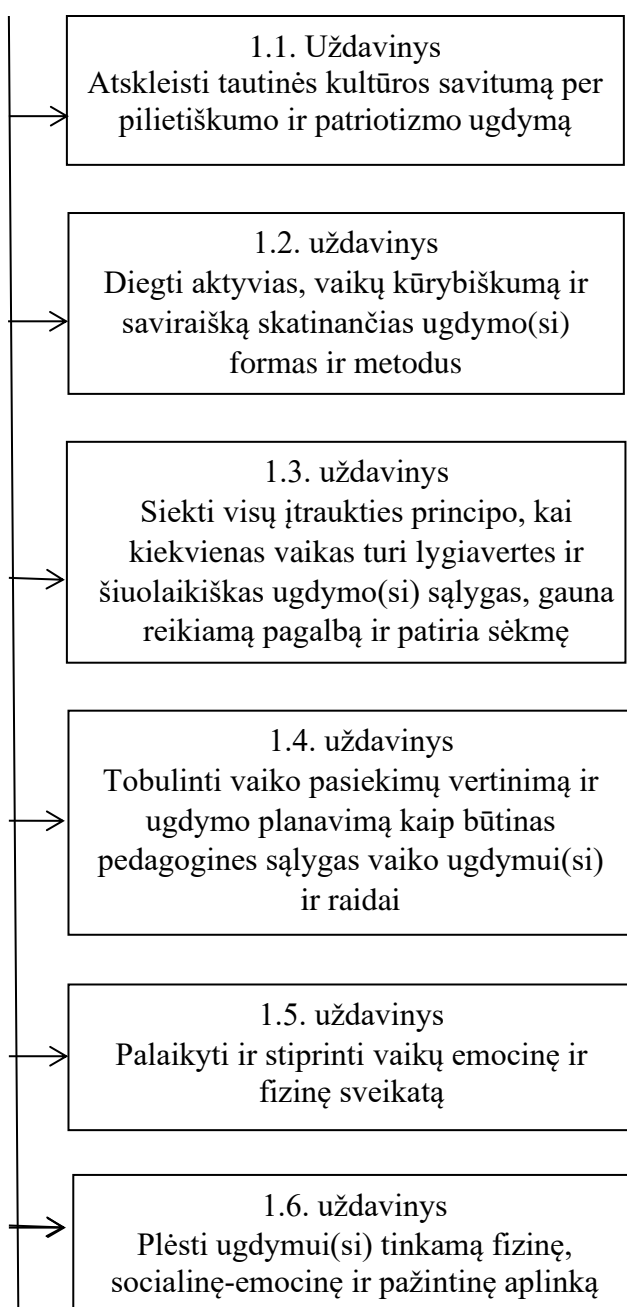 1.1. Uždavinys
Atskleisti tautinės kultūros savitumą per
pilietiškumo ir patriotizmo ugdymą
1.2. uždavinys
Diegti aktyvias, vaikų kūrybiškumą ir
saviraišką skatinančias ugdymo(si)
formas ir metodus
1.3. uždavinys
Siekti visų įtraukties principo, kai
kiekvienas vaikas turi lygiavertes ir
šiuolaikiškas ugdymo(si) sąlygas, gauna
reikiamą pagalbą ir patiria sėkmę
1.4. uždavinys
Tobulinti vaiko pasiekimų vertinimą ir
ugdymo planavimą kaip būtinas
pedagogines sąlygas vaiko ugdymui(si)
ir raidai
1.5. uždavinys
Palaikyti ir stiprinti vaikų emocinę ir
fizinę sveikatą
1.6. uždavinys
Plėsti ugdymui(si) tinkamą fizinę,
socialinę-emocinę ir pažintinę aplinką